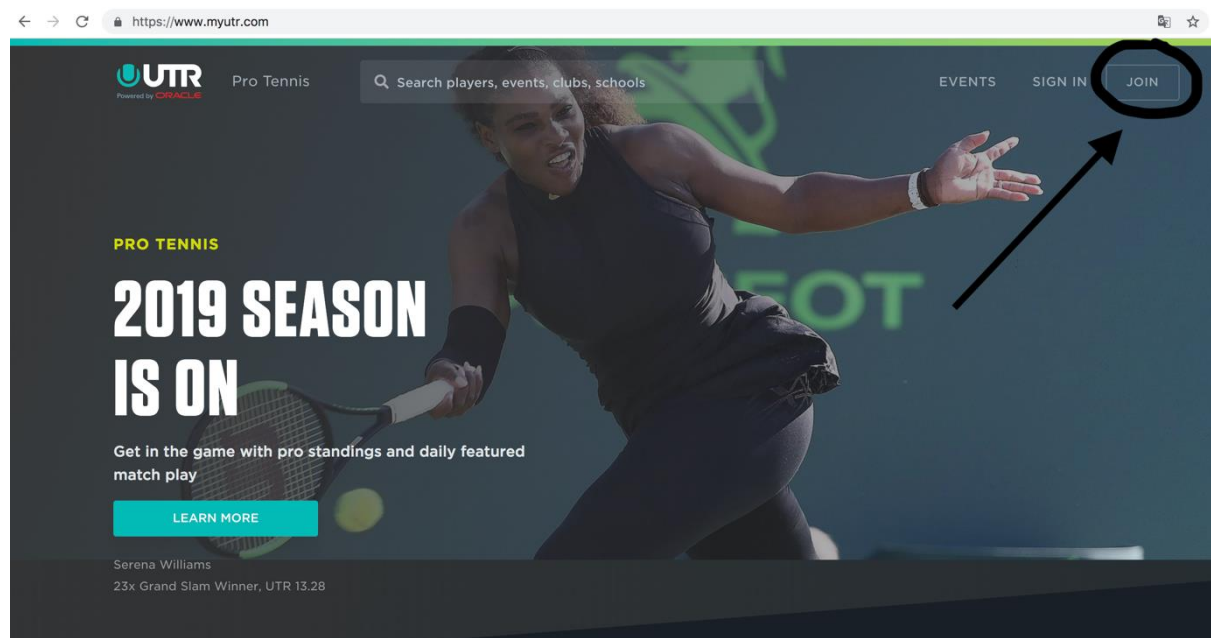 https://www.myutr.com
UTR
Powered by ORACLE
Pro Tennis
Search players, events, clubs, schools
EVENTS
SIGN IN
JOIN
PRO TENNIS
2019 SEASON
IS ON
Get in the game with pro standings and daily featured
match play
LEARN MORE
Serena Williams
23x Grand Slam Winner, UTR 13.28